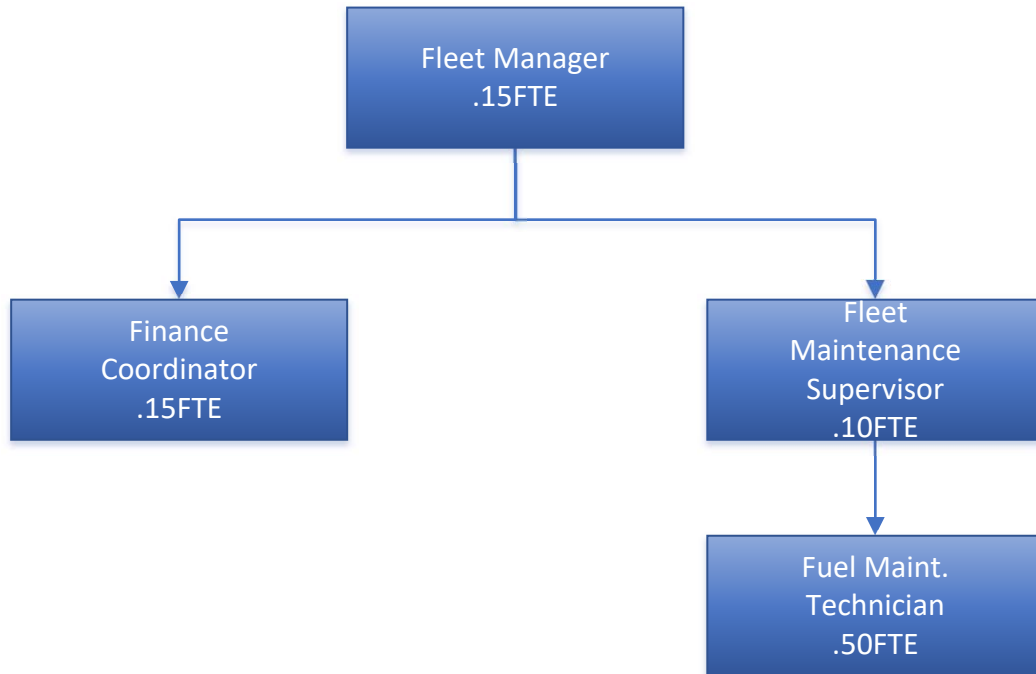 Fleet Manager
.15FTE
Finance
Coordinator
.15FTE
Fleet
Maintenance
Supervisor
.10FTE
Fuel Maint.
Technician
.50FTE